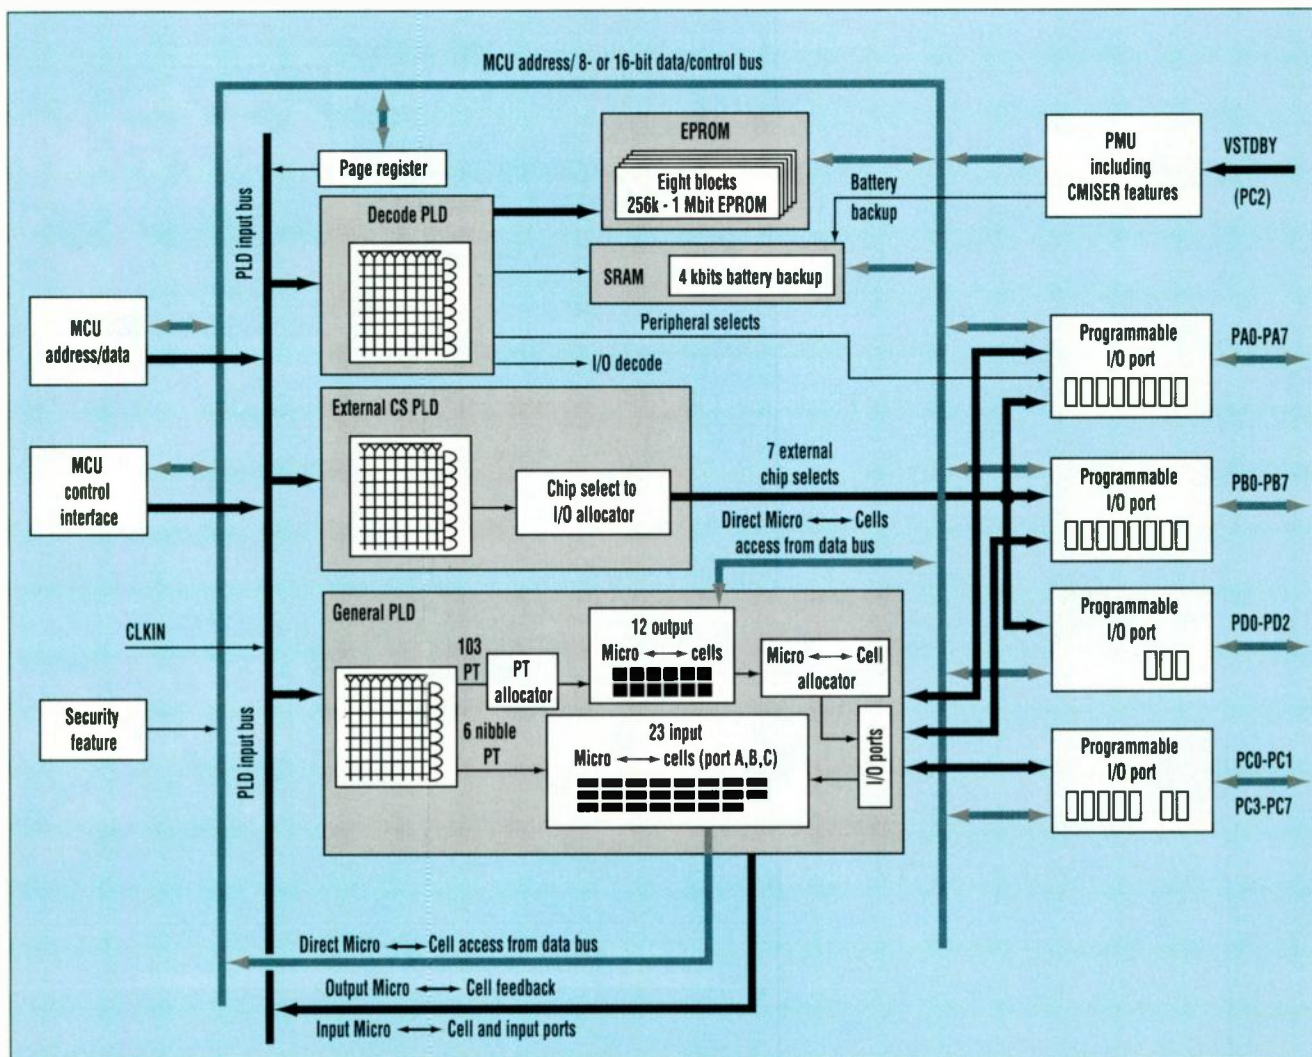 MCU address/ 8- or 16-bit data/control bus
Page register
EPROM
Eight blocks
256k - 1 Mbit EPROM
Battery
backup
PMU
including
CMISER features
VSTDBY
(PC2)
PLD input bus
Decode PLD
SRAM
4 kbits battery backup
Peripheral selects
I/O decode
MCU
address/data
Programmable
I/O port
PA0-PA7
External CS PLD
MCU
control
interface
Chip select to
I/O allocator
7 external
chip selects
Programmable
I/O port
PB0-PB7
Direct Micro ↔ Cells
access from data bus
General PLD
CLKIN
103
PT
PT
allocator
12 output
Micro ↔ cells
Micro ↔ Cell
allocator
Programmable
I/O port
PD0-PD2
Security
feature
PLD input bus
6 nibble
PT
23 input
Micro ↔ cells (port A,B,C)
I/O ports
Programmable
I/O port
PC0-PC1
PC3-PC7
Direct Micro ↔ Cell access from data bus
Output Micro ↔ Cell feedback
Input Micro ↔ Cell and input ports